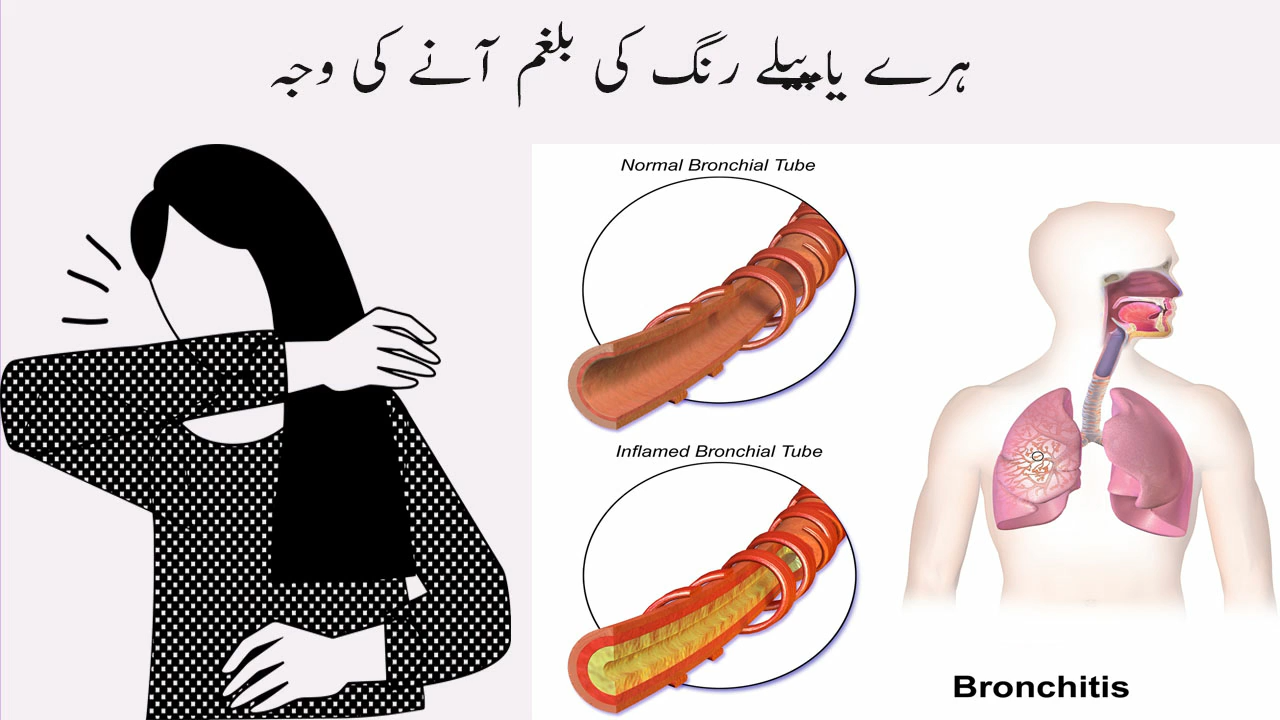 ہرے یا پیلے رنگ کی بلغم آنے کی وجہ
Normal Bronchial Tube
Inflamed Bronchial Tube
Bronchitis